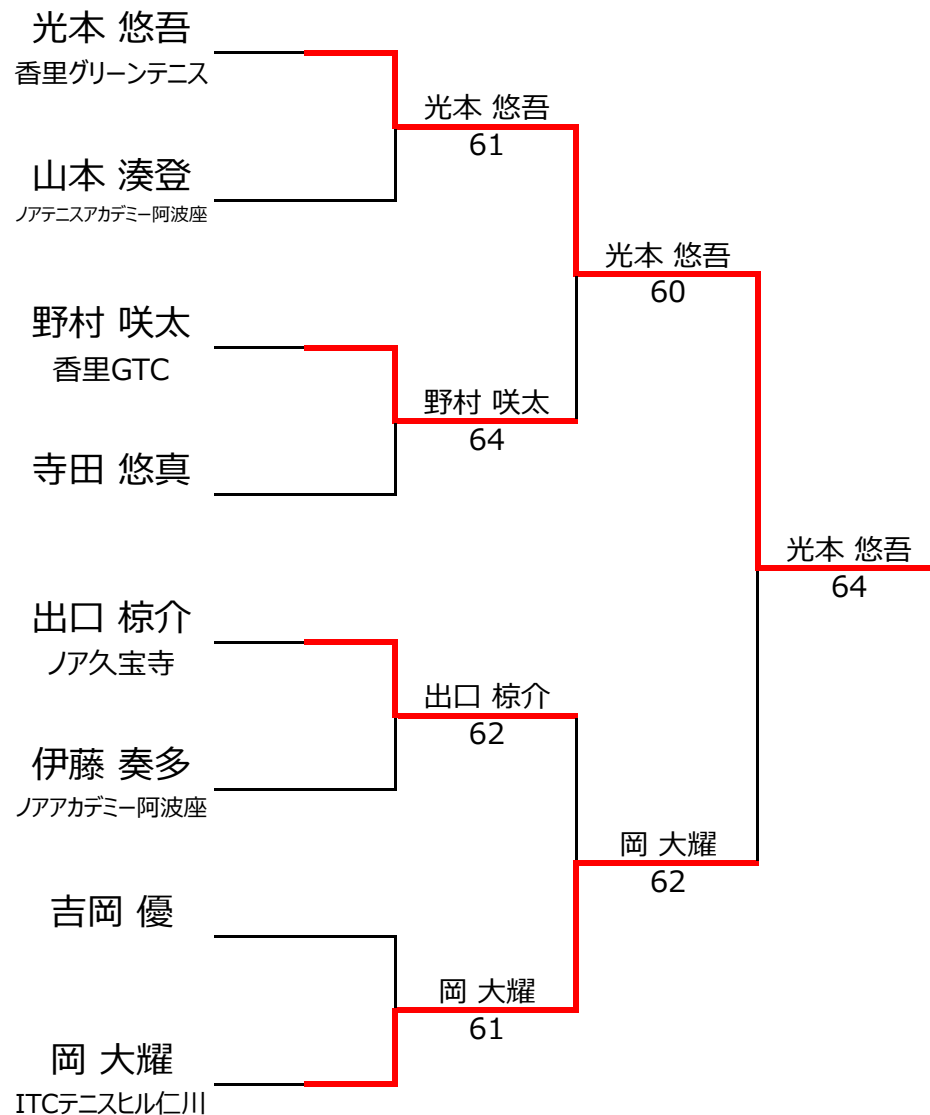 光本 悠吾
香里グリーンテニス
山本 湊登
ノアテニスアカデミー阿波座
野村 咲太
香里GTC
寺田 悠真
出口 椋介
ノア久宝寺
伊藤 奏多
ノアアカデミー阿波座
吉岡 優
岡 大耀
ITCテニスヒル仁川
光本 悠吾
61
野村 咲太
64
出口 椋介
62
岡 大耀
61
光本 悠吾
60
岡 大耀
62
光本 悠吾
64